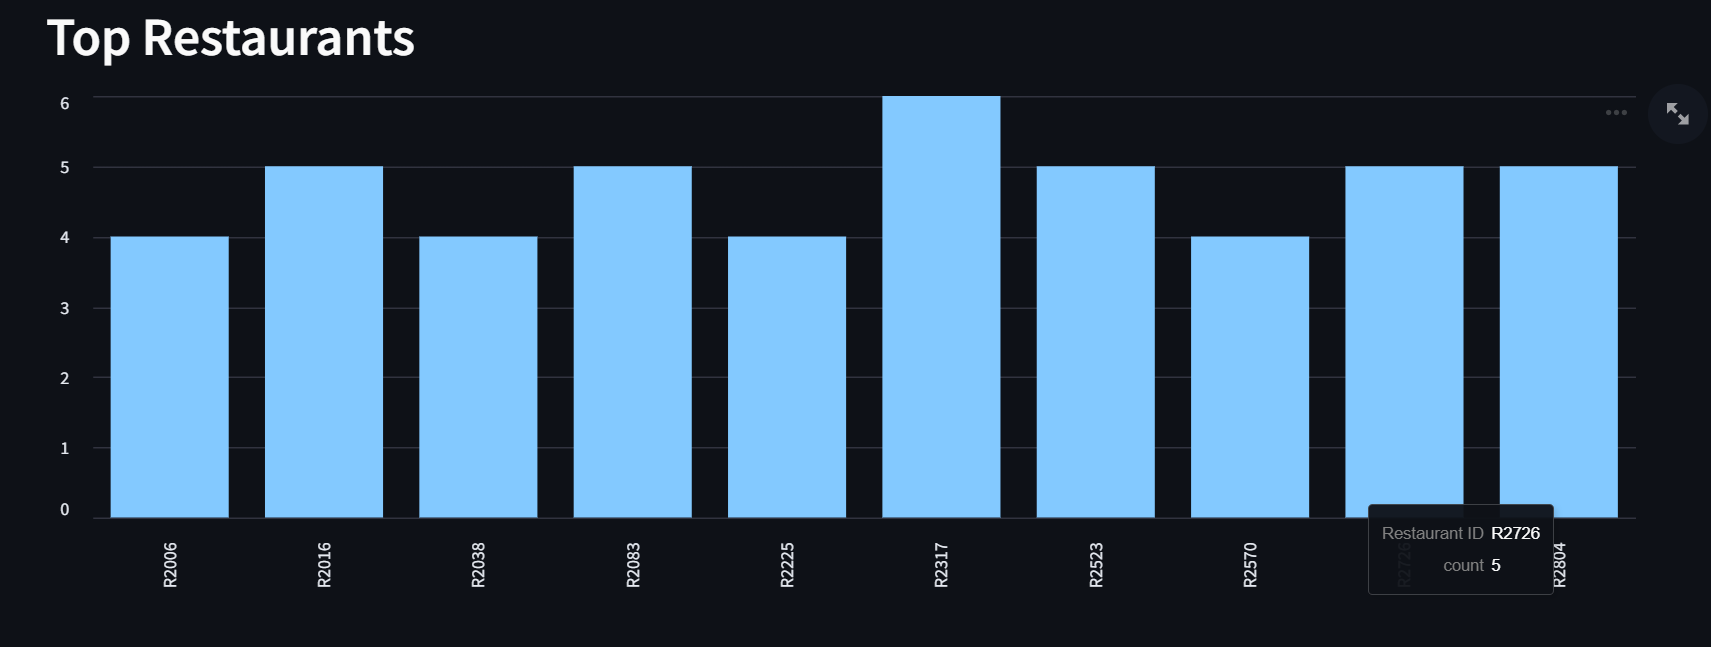 Top Restaurants
6
5
4
3
2
1
0
R2006
R2016
R2038
R2083
R2225
R2317
R2523
R2570
R2726
R2804
Restaurant ID R2726
count 5